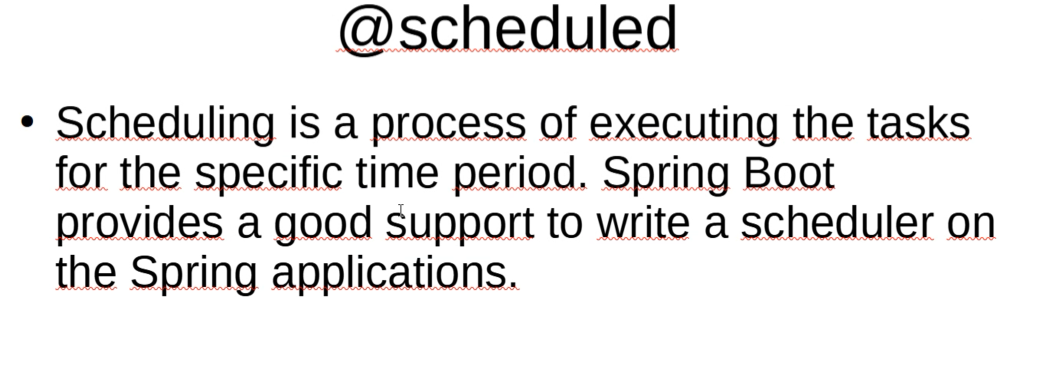 @scheduled
• Scheduling is a process of executing the tasks
for the specific time period. Spring Boot
provides a good support to write a scheduler on
the Spring applications.